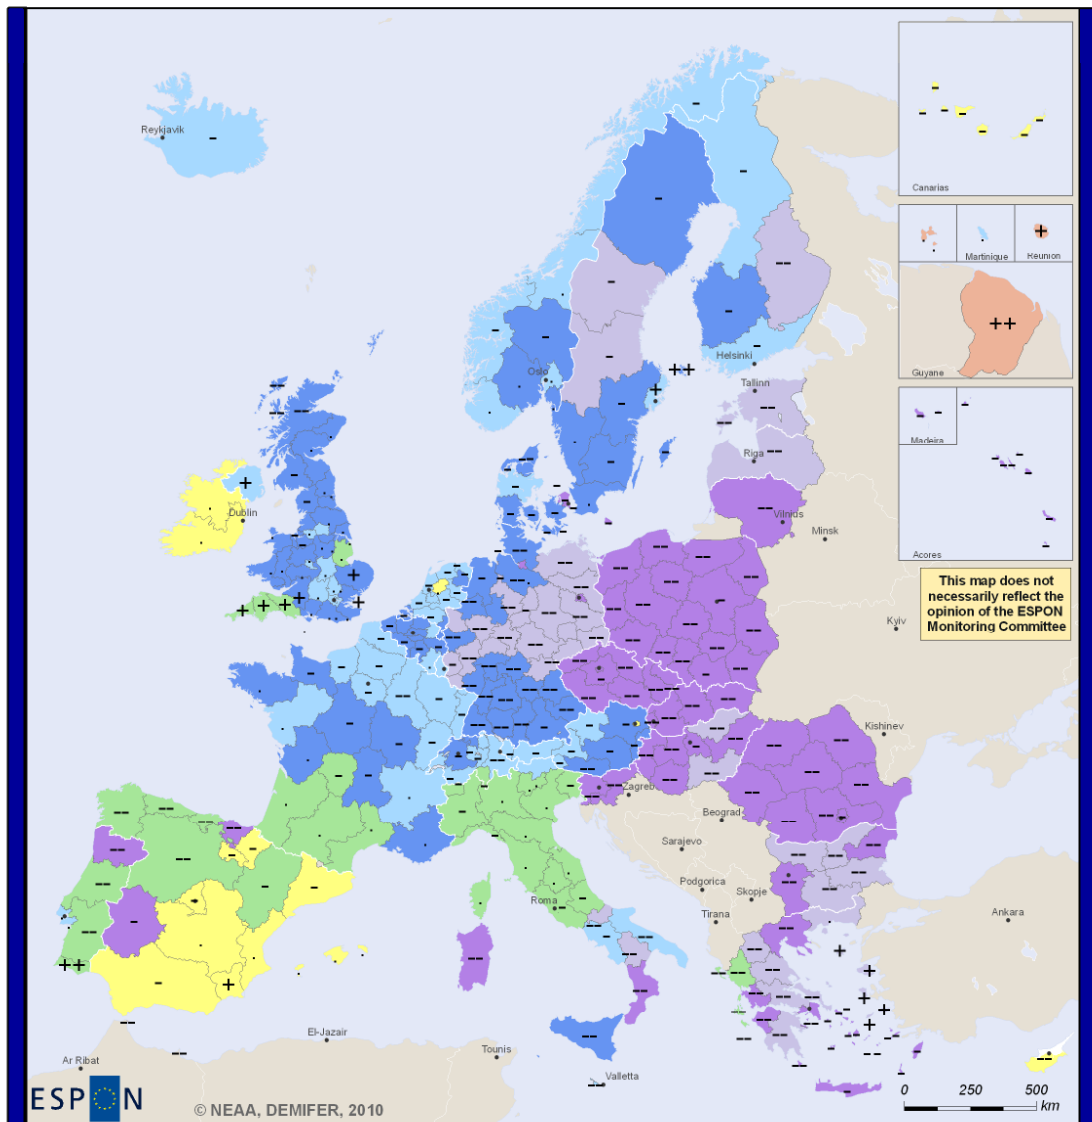 Reykjavik
Canarias
Martinique
Réunion
Guyane
Madeira
Acores
This map does not
necessarily reflect the
opinion of the ESPON
Monitoring Committee
Oslo
Helsinki
Tallinn
Riga
Dublin
Vilnius
Minsk
Kyiv
Kishinev
Zagreb
Beograd
Sarajevo
Podgorica
Skopje
Roma
Tirana
Ankara
El-Jazair
Tounis
Ar Ribat
Valletta
ESPON
© NEAA, DEMIFER, 2010
0 250 500
km